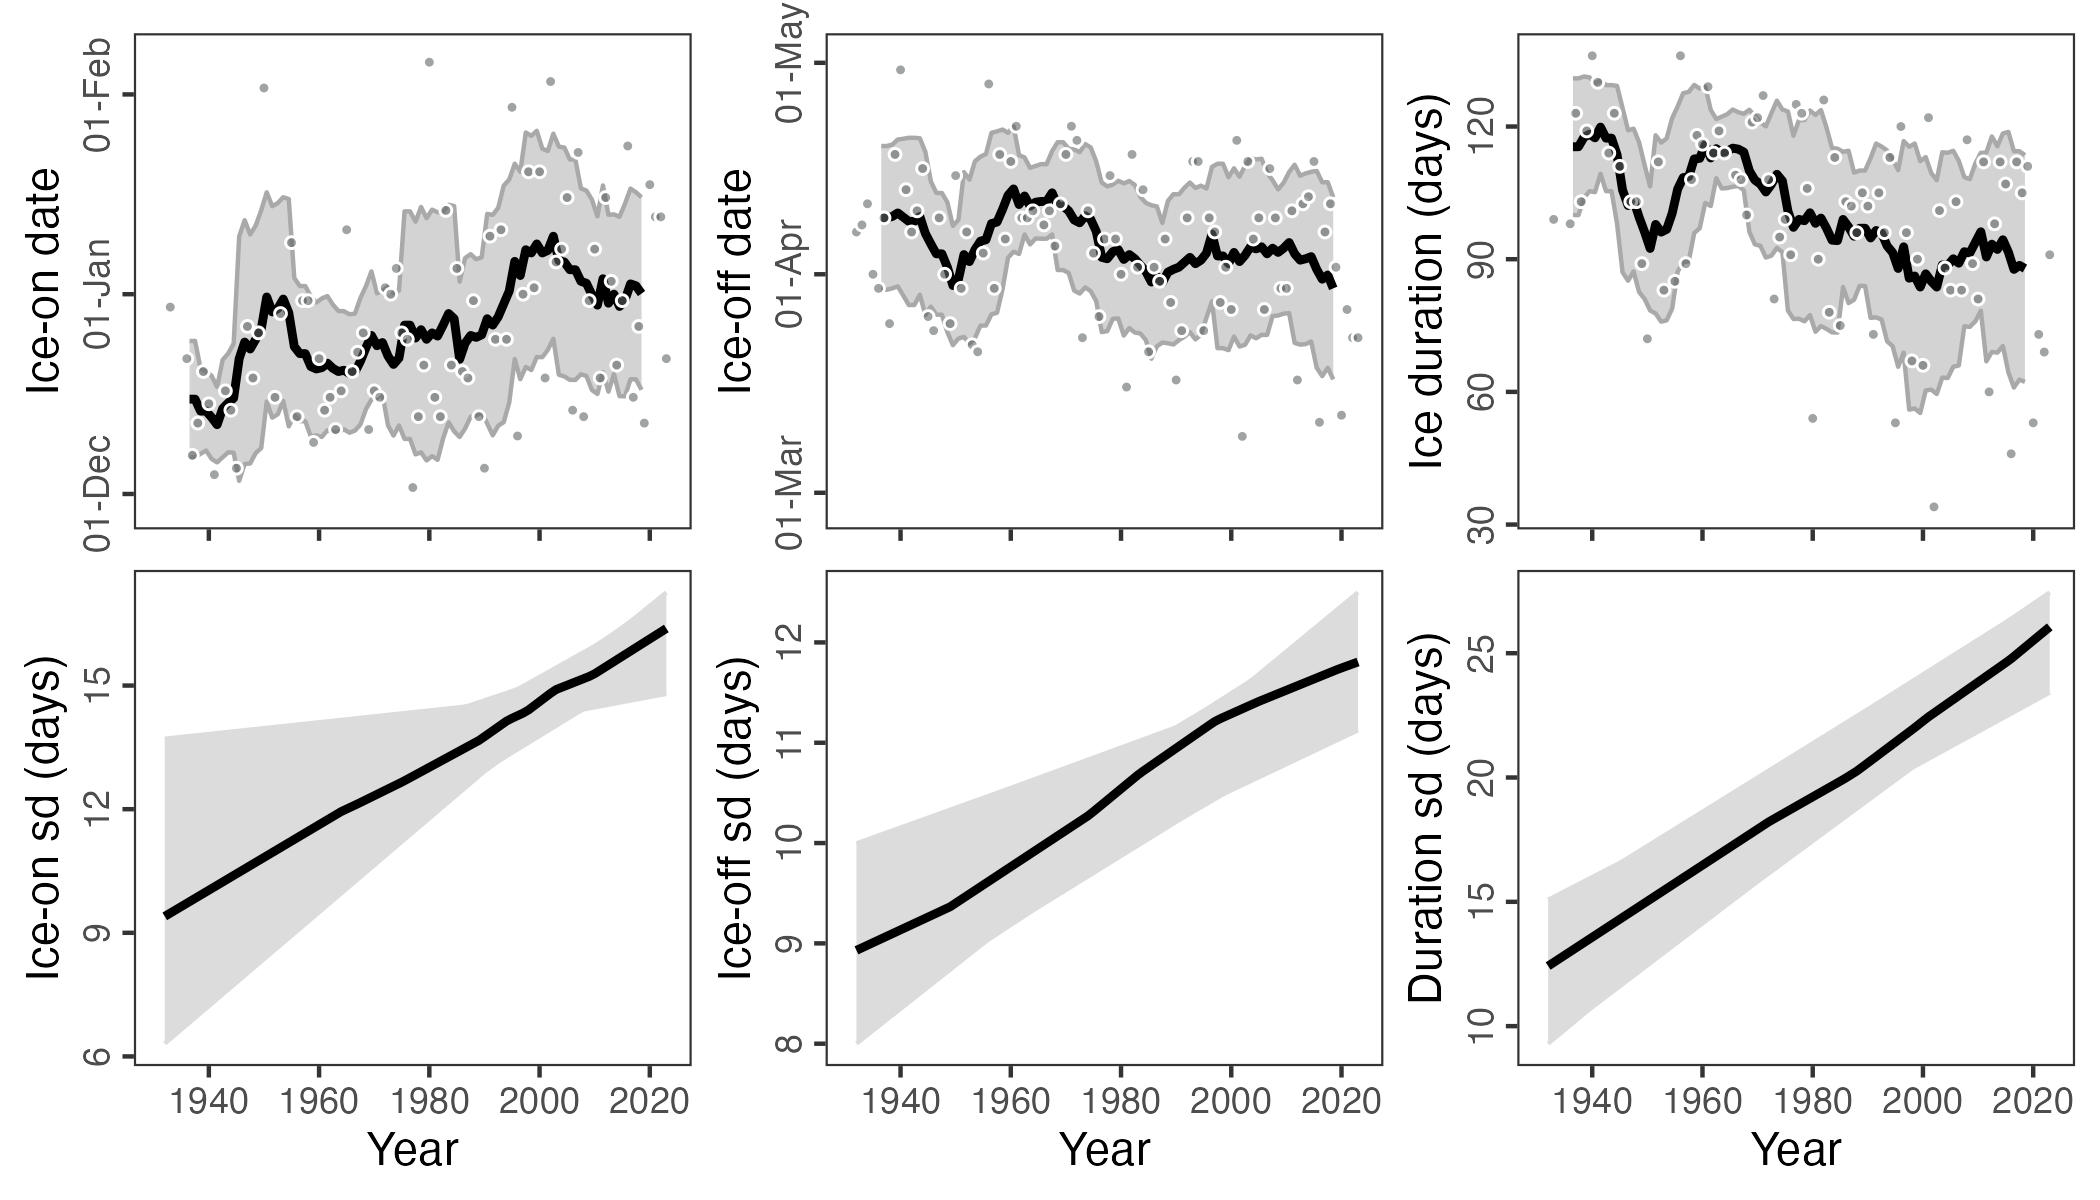 Ice-on date
01-Feb
01-Jan
01-Dec
Ice-off date
01-May
01-Apr
01-Mar
Ice duration (days)
120
90
60
30
Ice-on sd (days)
15
12
9
6
1940 1960 1980 2000 2020
Year
Ice-off sd (days)
12
11
10
9
8
1940 1960 1980 2000 2020
Year
Duration sd (days)
25
20
15
10
1940 1960 1980 2000 2020
Year